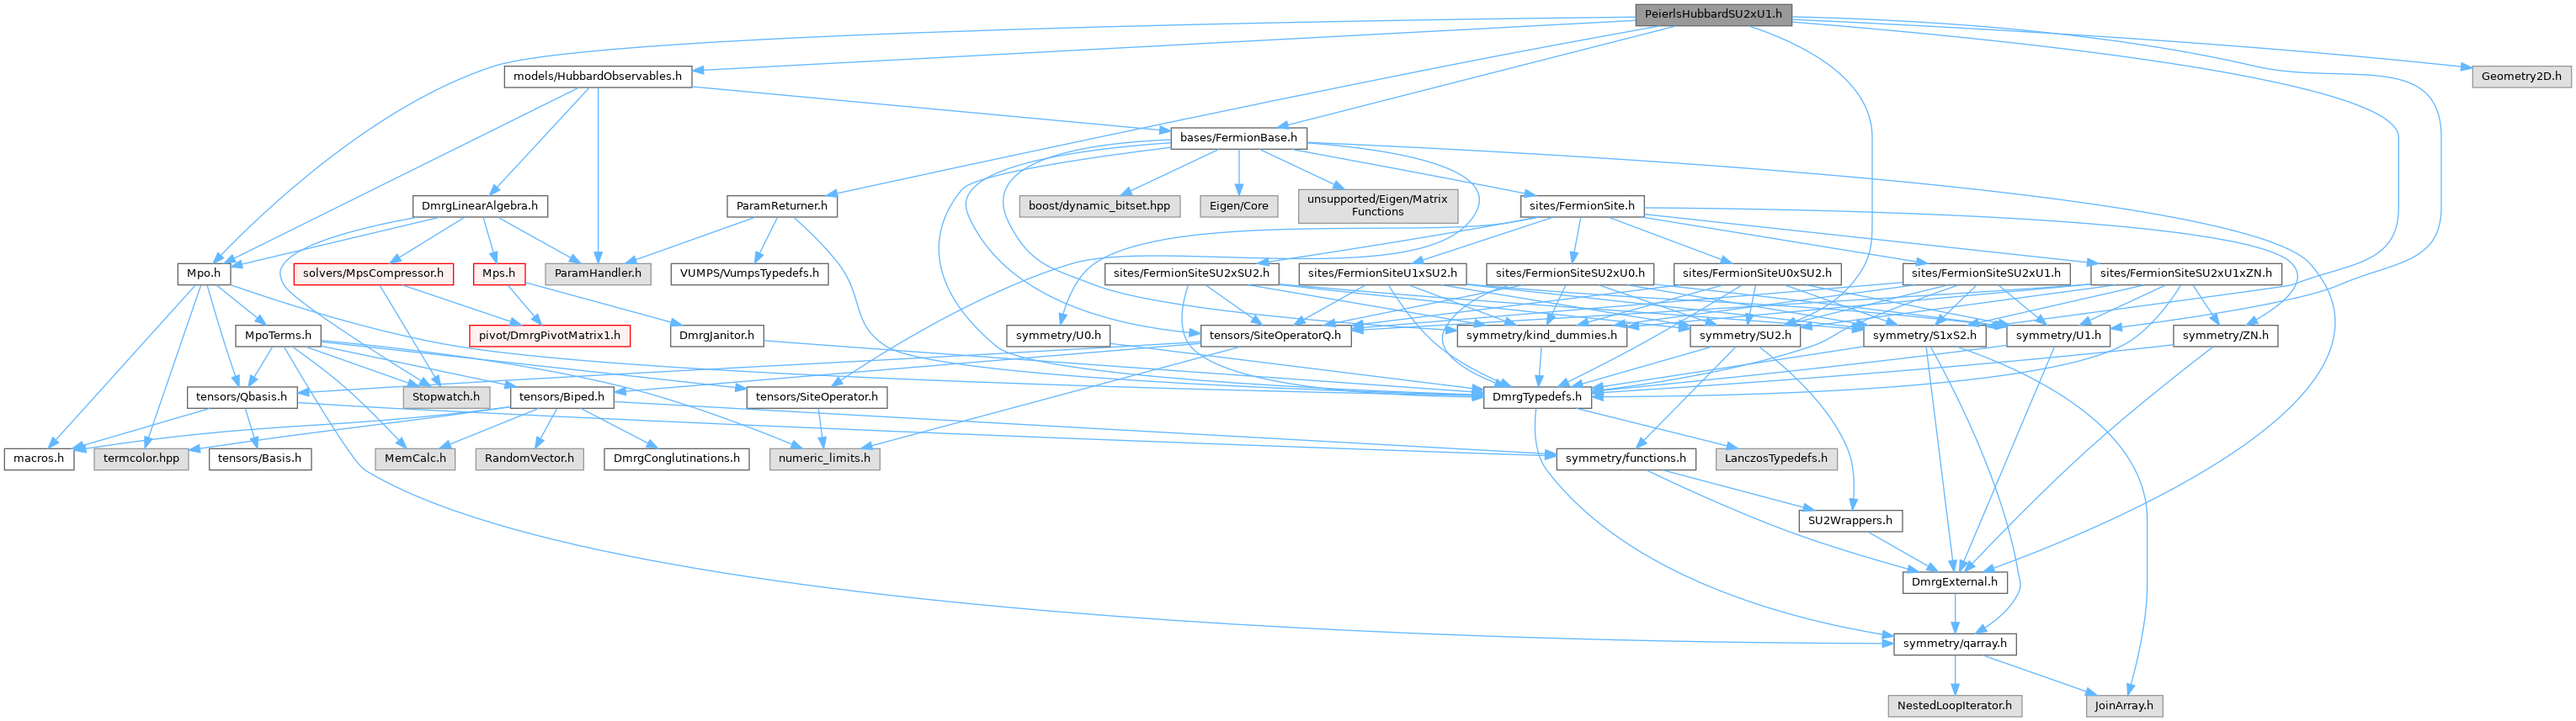 PeierlsHubbardSU2xU1.h
models/HubbardObservables.h
Geometry2D.h
bases/FermionBase.h
DmrgLinearAlgebra.h
ParamReturner.h
boost/dynamic_bitset.hpp
Eigen/Core
unsupported/Eigen/Matrix
Functions
sites/FermionSite.h
Mpo.h
solvers/MpsCompressor.h
Mps.h
ParamHandler.h
VUMPS/VumpsTypedefs.h
sites/FermionSiteSU2xSU2.h
sites/FermionSiteU1xSU2.h
sites/FermionSiteSU2xU0.h
sites/FermionSiteU0xSU2.h
sites/FermionSiteSU2xU1.h
sites/FermionSiteSU2xU1xZN.h
MpoTerms.h
pivot/DmrgPivotMatrix1.h
DmrgJanitor.h
symmetry/U0.h
tensors/SiteOperatorQ.h
symmetry/kind_dummies.h
symmetry/SU2.h
symmetry/S1xS2.h
symmetry/U1.h
symmetry/ZN.h
tensors/Qbasis.h
Stopwatch.h
tensors/Biped.h
tensors/SiteOperator.h
DmrgTypedefs.h
macros.h
termcolor.hpp
tensors/Basis.h
MemCalc.h
RandomVector.h
DmrgConglutinations.h
numeric_limits.h
symmetry/functions.h
LanczosTypedefs.h
SU2Wrappers.h
DmrgExternal.h
symmetry/qarray.h
NestedLoopIterator.h
JoinArray.h